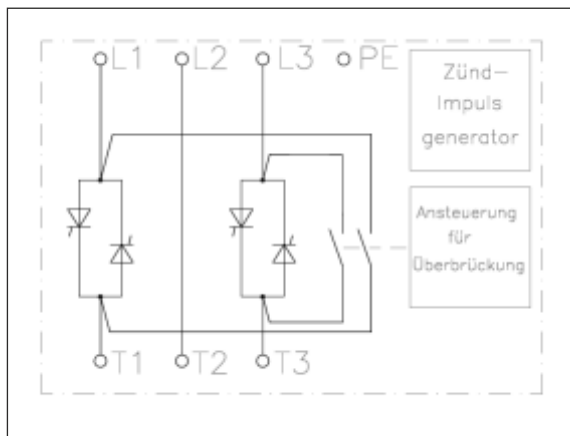 L1 L2 L3 PE
Zünd-
Impuls
generator
Ansteuerung
für
Überbrückung
T1 T2 T3